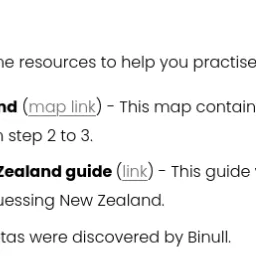 ne resources to help you practise
nd (map link) - This map contain
step 2 to 3.
Zealand guide (link) - This guide
uessing New Zealand.
tas were discovered by Binull.